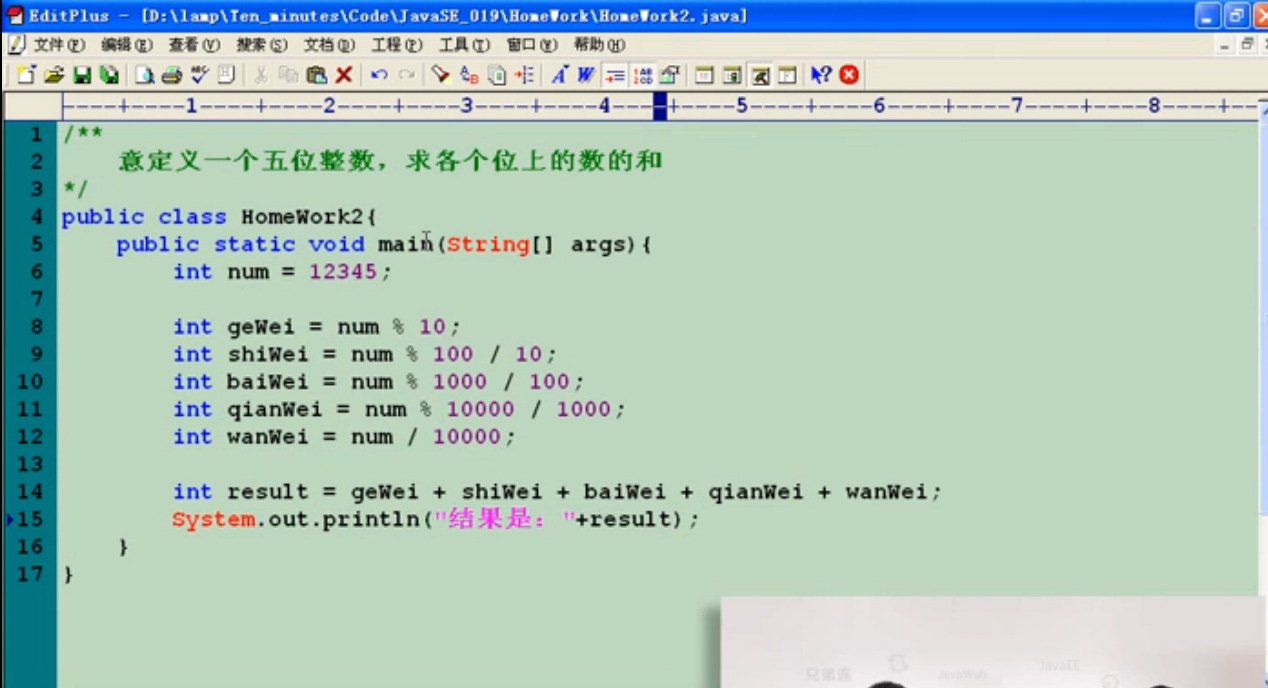 EditPlus - [D:\lamp\Ten_minutes\Code\JavaSE_019\HomeWork\HomeWork2.java]
文件(F) 编辑(E) 查看(V) 搜索(S) 文档(D) 工程(P) 工具(T) 窗口(W) 帮助(H)
----+----1----+----2----+----3----+----4----+----5----+----6----+----7----+----8----+--
1 /**
2 意定义一个五位整数，求各个位上的数的和
3 */
4 public class HomeWork2{
5 public static void main(String[] args){
6 int num = 12345;
7
8 int geWei = num % 10;
9 int shiWei = num % 100 / 10;
10 int baiWei = num % 1000 / 100;
11 int qianWei = num % 10000 / 1000;
12 int wanWei = num / 10000;
13
14 int result = geWei + shiWei + baiWei + qianWei + wanWei;
15 System.out.println("结果是："+result);
16 }
17 }
兄弟连 JavaWeb JavaEE